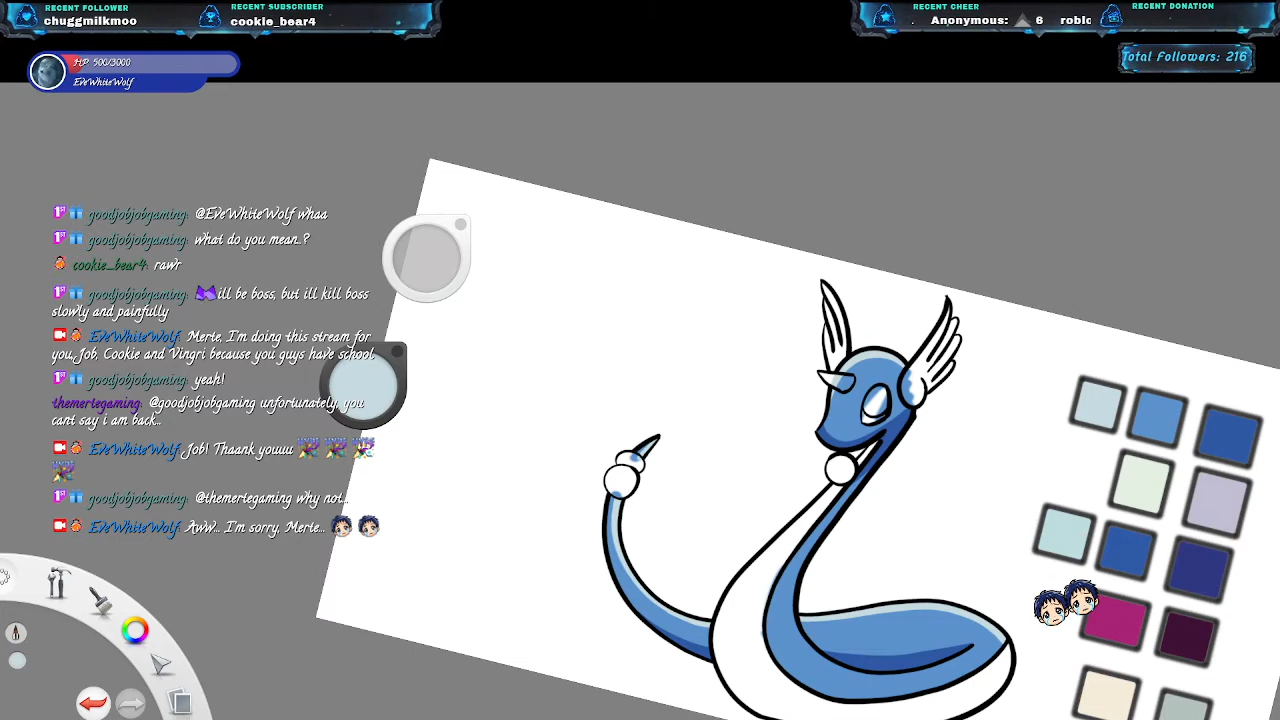 RECENT FOLLOWER
chuggmilkmoo
RECENT SUBSCRIBER
cookie_bear4
RECENT CHEER
Anonymous: 6 roblo
RECENT DONATION
HP: 500/3000
EveWhiteWolf
Total Followers: 216
goodjobjobgaming: @EveWhiteWolf whaa
goodjobjobgaming: what do you mean..?
cookie_bear4: rawr
goodjobjobgaming: ill be boss, but ill kill boss
slowly and painfully
EveWhiteWolf: Merte, I'm doing this stream for
you, Job, Cookie and Vingri because you guys have school.
goodjobjobgaming: yeah!
themertegaming: @goodjobjobgaming unfortunately, you
cant say i am back...
EveWhiteWolf: Job! Thaank youuu
goodjobjobgaming: @themertegaming why not...
EveWhiteWolf: Aww... I'm sorry, Merte...